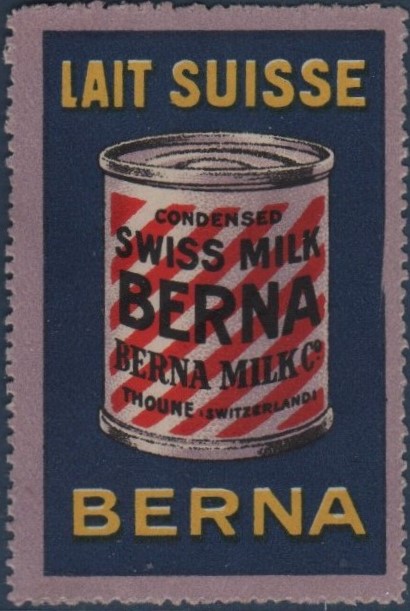 LAIT SUISSE
CONDENSED
SWISS MILK
BERNA
BERNA MILK Cº
THOUNE (SWITZERLAND)
BERNA